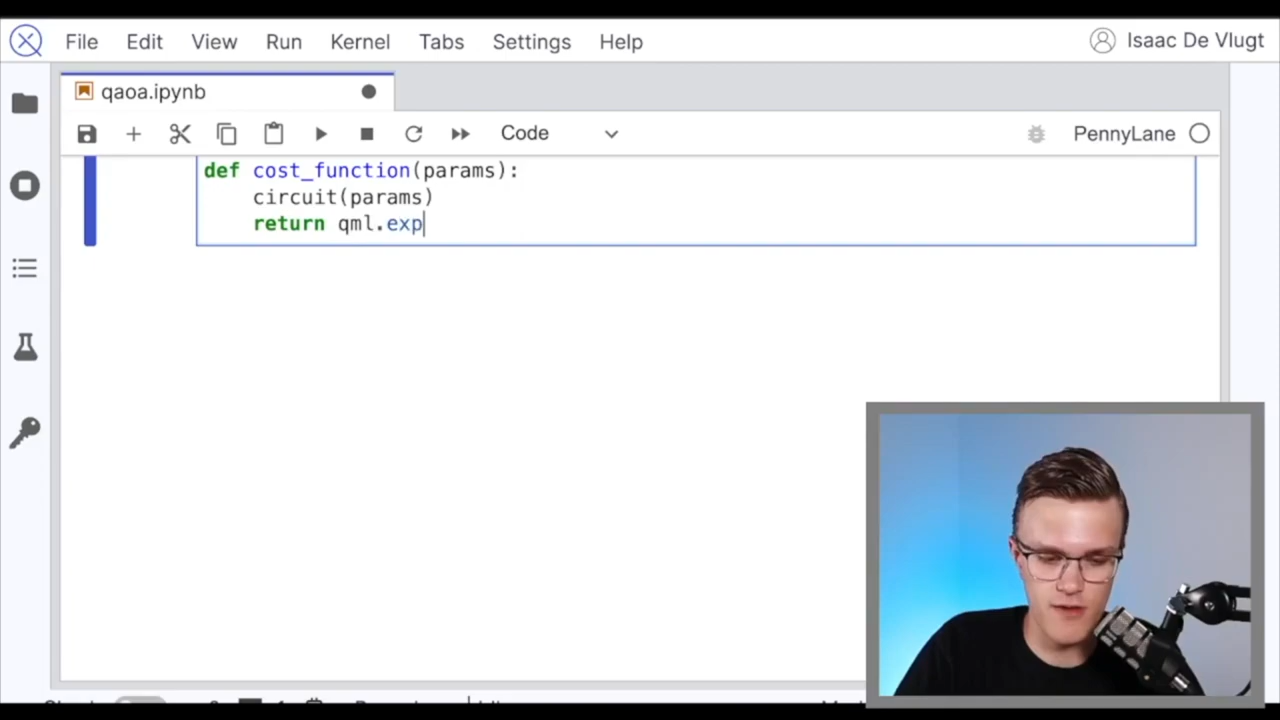 File Edit View Run Kernel Tabs Settings Help Isaac De Vlugt
qaoa.ipynb
Code PennyLane
def cost_function(params):
    circuit(params)
    return qml.exp